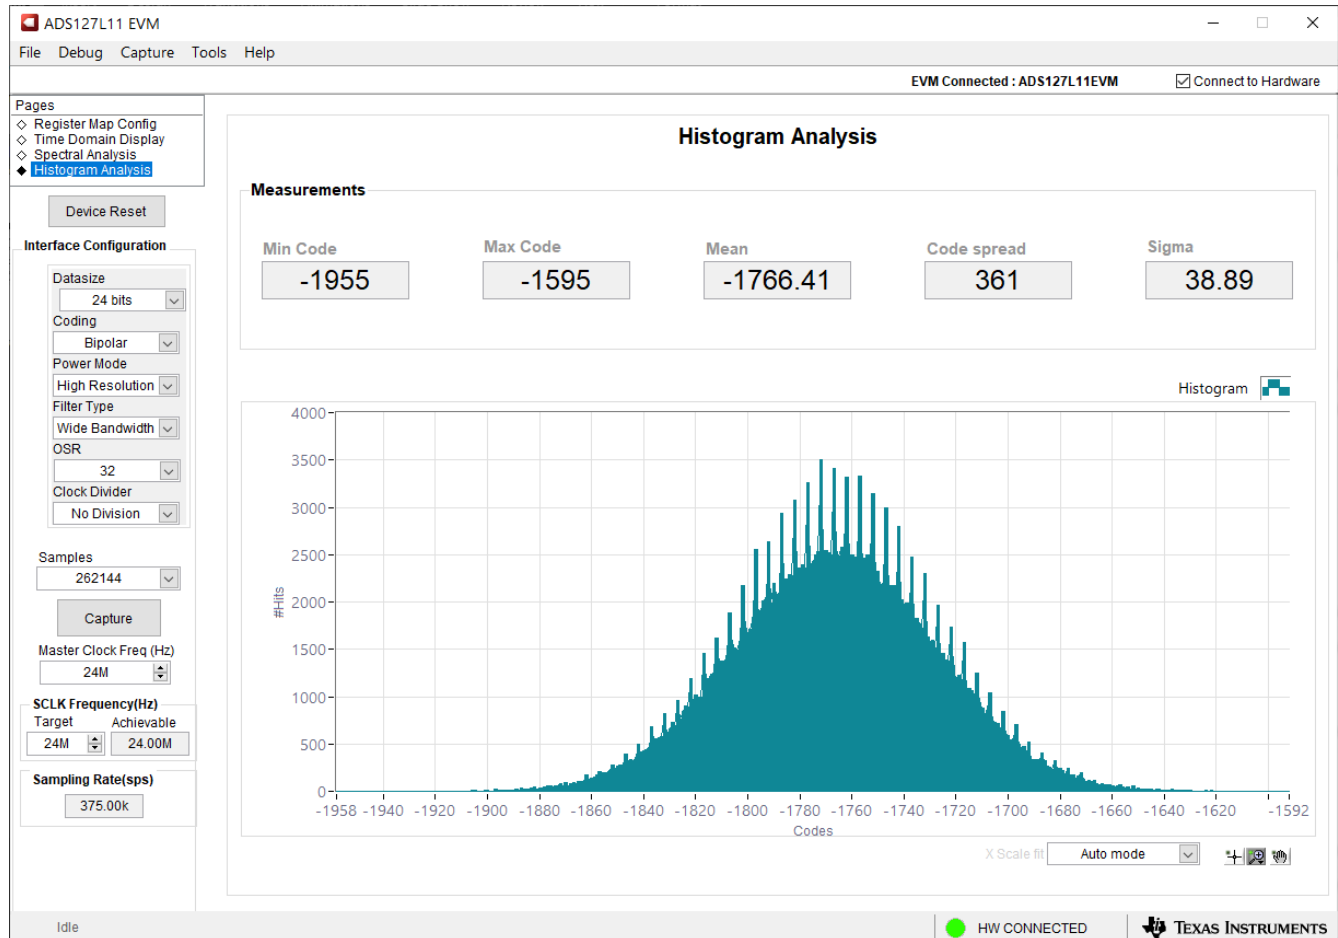 ADS127L11 EVM
File Debug Capture Tools Help
EVM Connected : ADS127L11EVM Connect to Hardware
Pages
Register Map Config
Time Domain Display
Spectral Analysis
Histogram Analysis
Device Reset
Interface Configuration
Datasize
24 bits
Coding
Bipolar
Power Mode
High Resolution
Filter Type
Wide Bandwidth
OSR
32
Clock Divider
No Division
Samples
262144
Capture
Master Clock Freq (Hz)
24M
SCLK Frequency(Hz)
Target Achievable
24M 24.00M
Sampling Rate(sps)
375.00k
Histogram Analysis
Measurements
Min Code Max Code Mean Code spread Sigma
-1955 -1595 -1766.41 361 38.89
Histogram
4000
3500
3000
2500
2000
1500
1000
500
0
#Hits
-1958 -1940 -1920 -1900 -1880 -1860 -1840 -1820 -1800 -1780 -1760 -1740 -1720 -1700 -1680 -1660 -1640 -1620 -1592
Codes
X Scale fit Auto mode
Idle HW CONNECTED TEXAS INSTRUMENTS